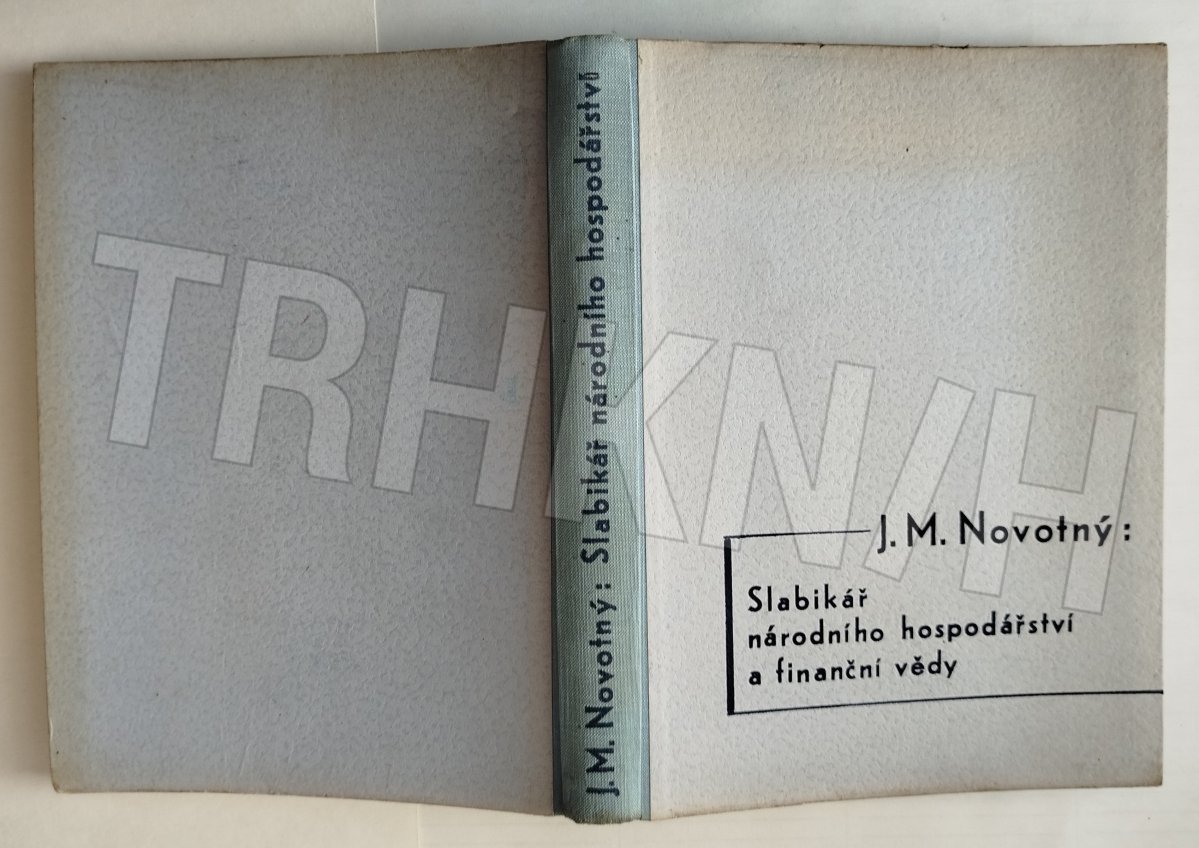 J. M. Novotný: Slabikář národního hospodářství
J. M. Novotný:
Slabikář
národního hospodářství
a finanční vědy
TRHKNIH